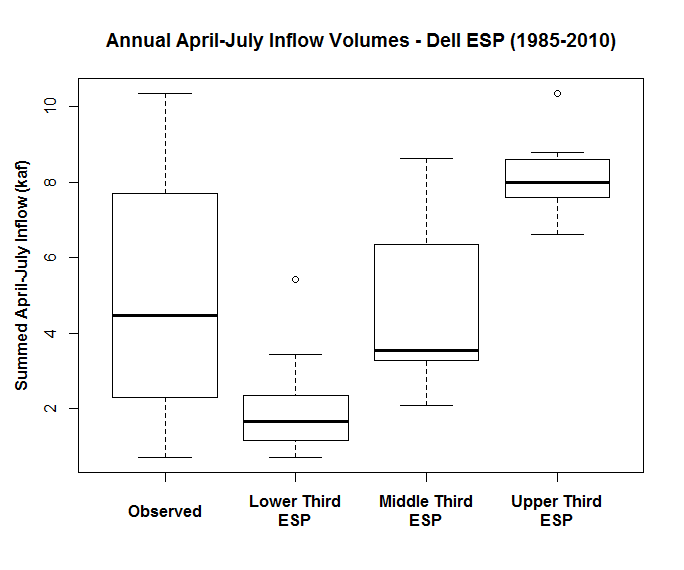 Annual April-July Inflow Volumes - Dell ESP (1985-2010)
Summed April-July Inflow (kaf)
10
8
6
4
2
Observed
Lower Third
ESP
Middle Third
ESP
Upper Third
ESP